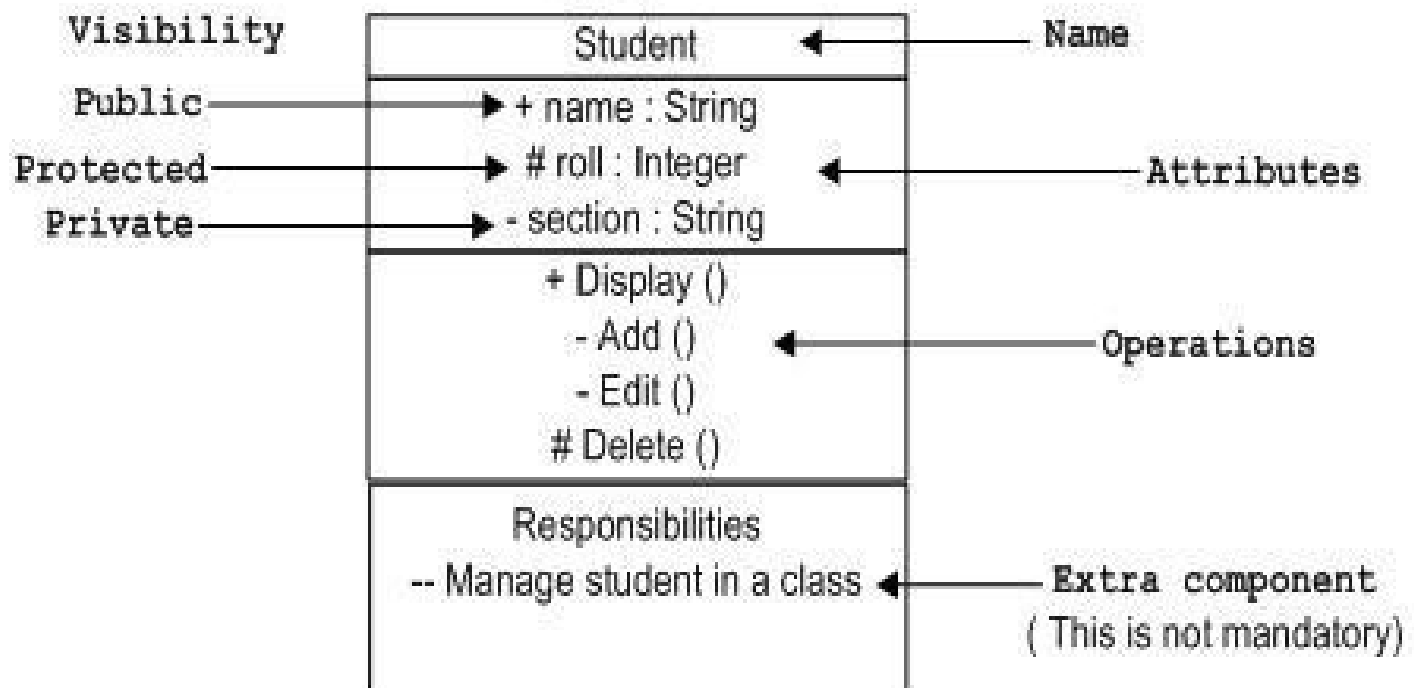 Visibility
Student
Name
Public
+ name : String
Protected
# roll : Integer
Attributes
Private
- section : String
+ Display ()
- Add ()
Operations
- Edit ()
# Delete ()
Responsibilities
-- Manage student in a class
Extra component
( This is not mandatory)